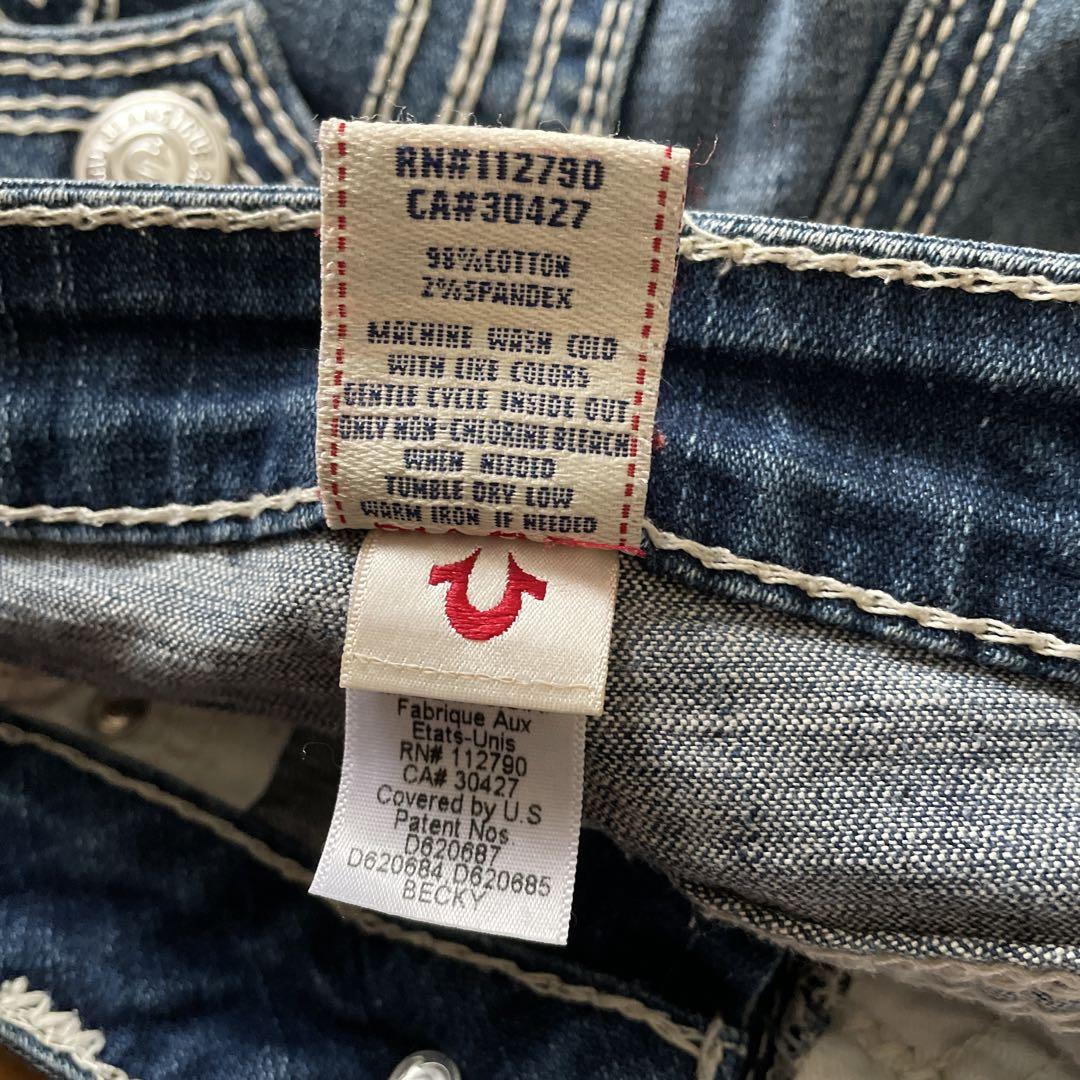 RN#112790
CA#30427
98%COTTON
2%SPANDEX
MACHINE WASH COLD
WITH LIKE COLORS
GENTLE CYCLE INSIDE OUT
ONLY NON-CHLORINE BLEACH
WHEN NEEDED
TUMBLE DRY LOW
WARM IRON IF NEEDED
Fabrique Aux
Etats-Unis
RN# 112790
CA# 30427
Covered by U.S
Patent Nos
D620687
D620684, D620685
BECKY